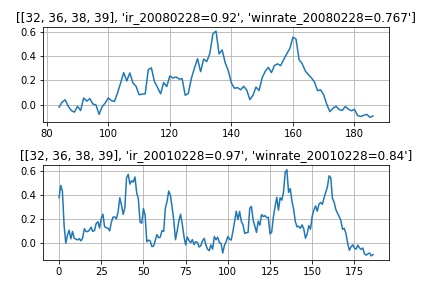 [[32, 36, 38, 39], 'ir_20080228=0.92', 'winrate_20080228=0.767']
0.6
0.4
0.2
0.0
80 100 120 140 160 180
[[32, 36, 38, 39], 'ir_20010228=0.97', 'winrate_20010228=0.84']
0.6
0.4
0.2
0.0
0 25 50 75 100 125 150 175